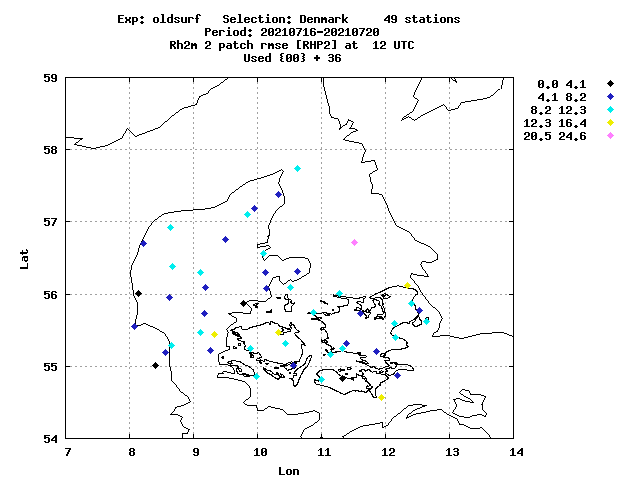 Exp: oldsurf   Selection: Denmark     49 stations
Period: 20210716-20210720
Rh2m 2 patch rmse [RHP2] at  12 UTC
Used {00} + 36
0.0 4.1
4.1 8.2
8.2 12.3
12.3 16.4
20.5 24.6
59
58
57
56
55
54
Lat
7 8 9 10 11 12 13 14
Lon